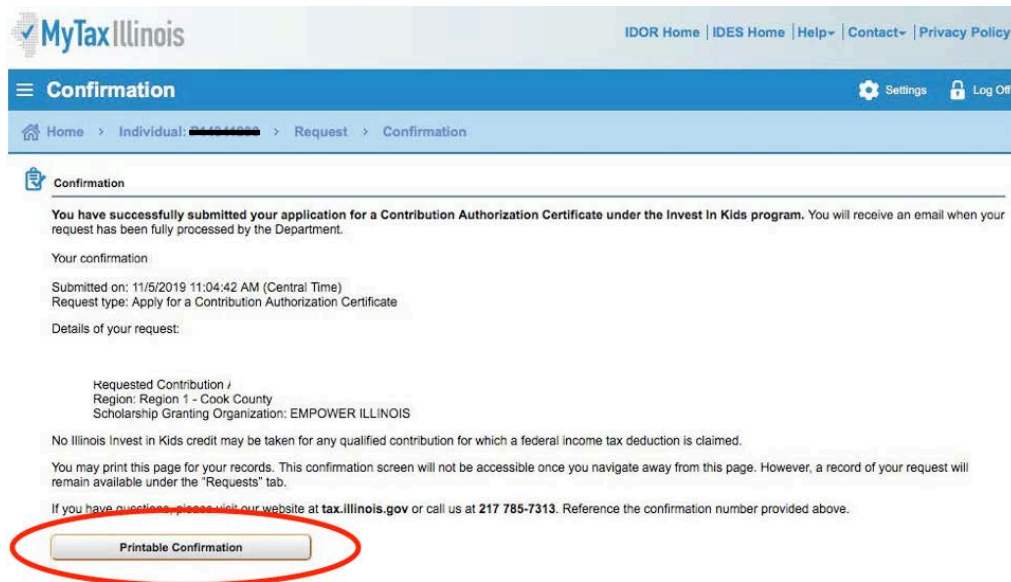 MyTax Illinois
IDOR Home | IDES Home | Help | Contact | Privacy Policy
Confirmation
Settings
Log Off
Home > Individual: > Request > Confirmation
Confirmation
You have successfully submitted your application for a Contribution Authorization Certificate under the Invest In Kids program. You will receive an email when your
request has been fully processed by the Department.
Your confirmation
Submitted on: 11/5/2019 11:04:42 AM (Central Time)
Request type: Apply for a Contribution Authorization Certificate
Details of your request:
Requested Contribution
Region: Region 1 - Cook County
Scholarship Granting Organization: EMPOWER ILLINOIS
No Illinois Invest in Kids credit may be taken for any qualified contribution for which a federal income tax deduction is claimed.
You may print this page for your records. This confirmation screen will not be accessible once you navigate away from this page. However, a record of your request will
remain available under the "Requests" tab.
If you have questions, please visit our website at tax.illinois.gov or call us at 217 785-7313. Reference the confirmation number provided above.
Printable Confirmation